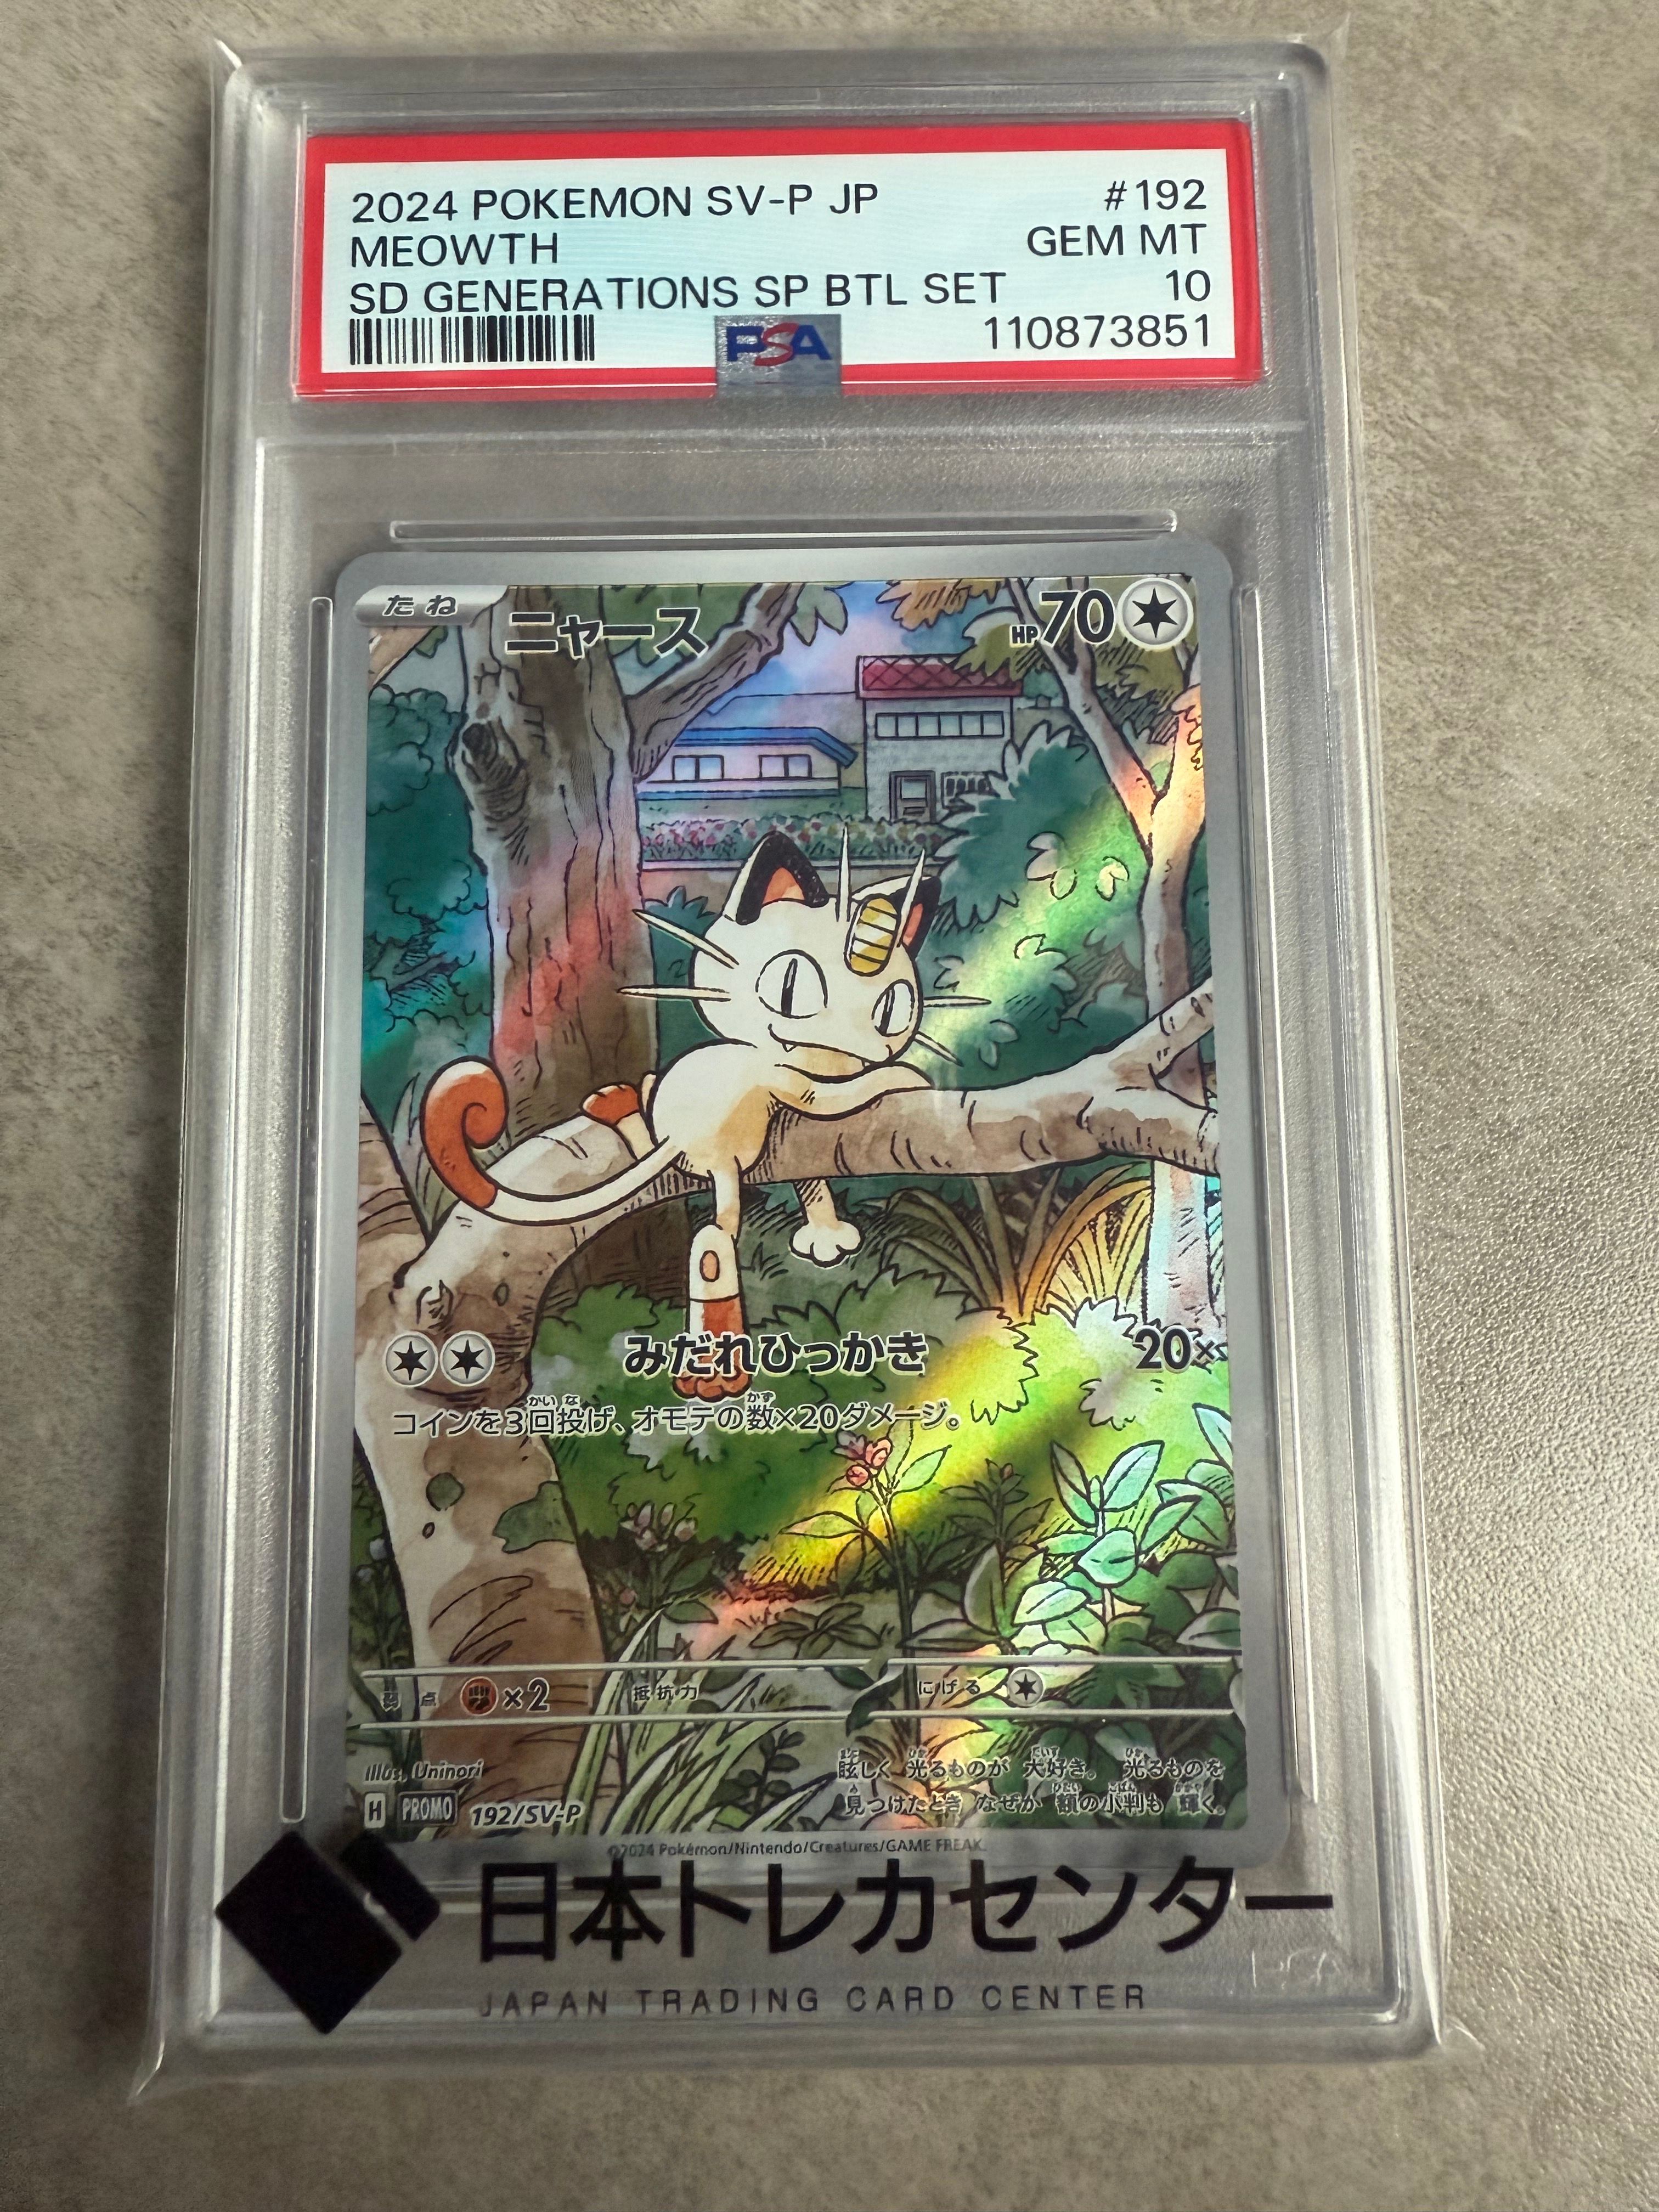 2024 POKEMON SV-P JP #192
MEOWTH GEM MT
SD GENERATIONS SP BTL SET 10
PSA 110873851
たね ニャース HP70
みだれひっかき 20×
コインを3回投げ、オモテの数×20ダメージ。
弱点 ×2 抵抗力 にげる
Illus. Uninori
眩しく 光るものが 大好き。 光るものを
見つけたとき なぜか 額の小判も 輝く。
H PROMO 192/SV-P
©2024 Pokémon/Nintendo/Creatures/GAME FREAK.
日本トレカセンター
JAPAN TRADING CARD CENTER